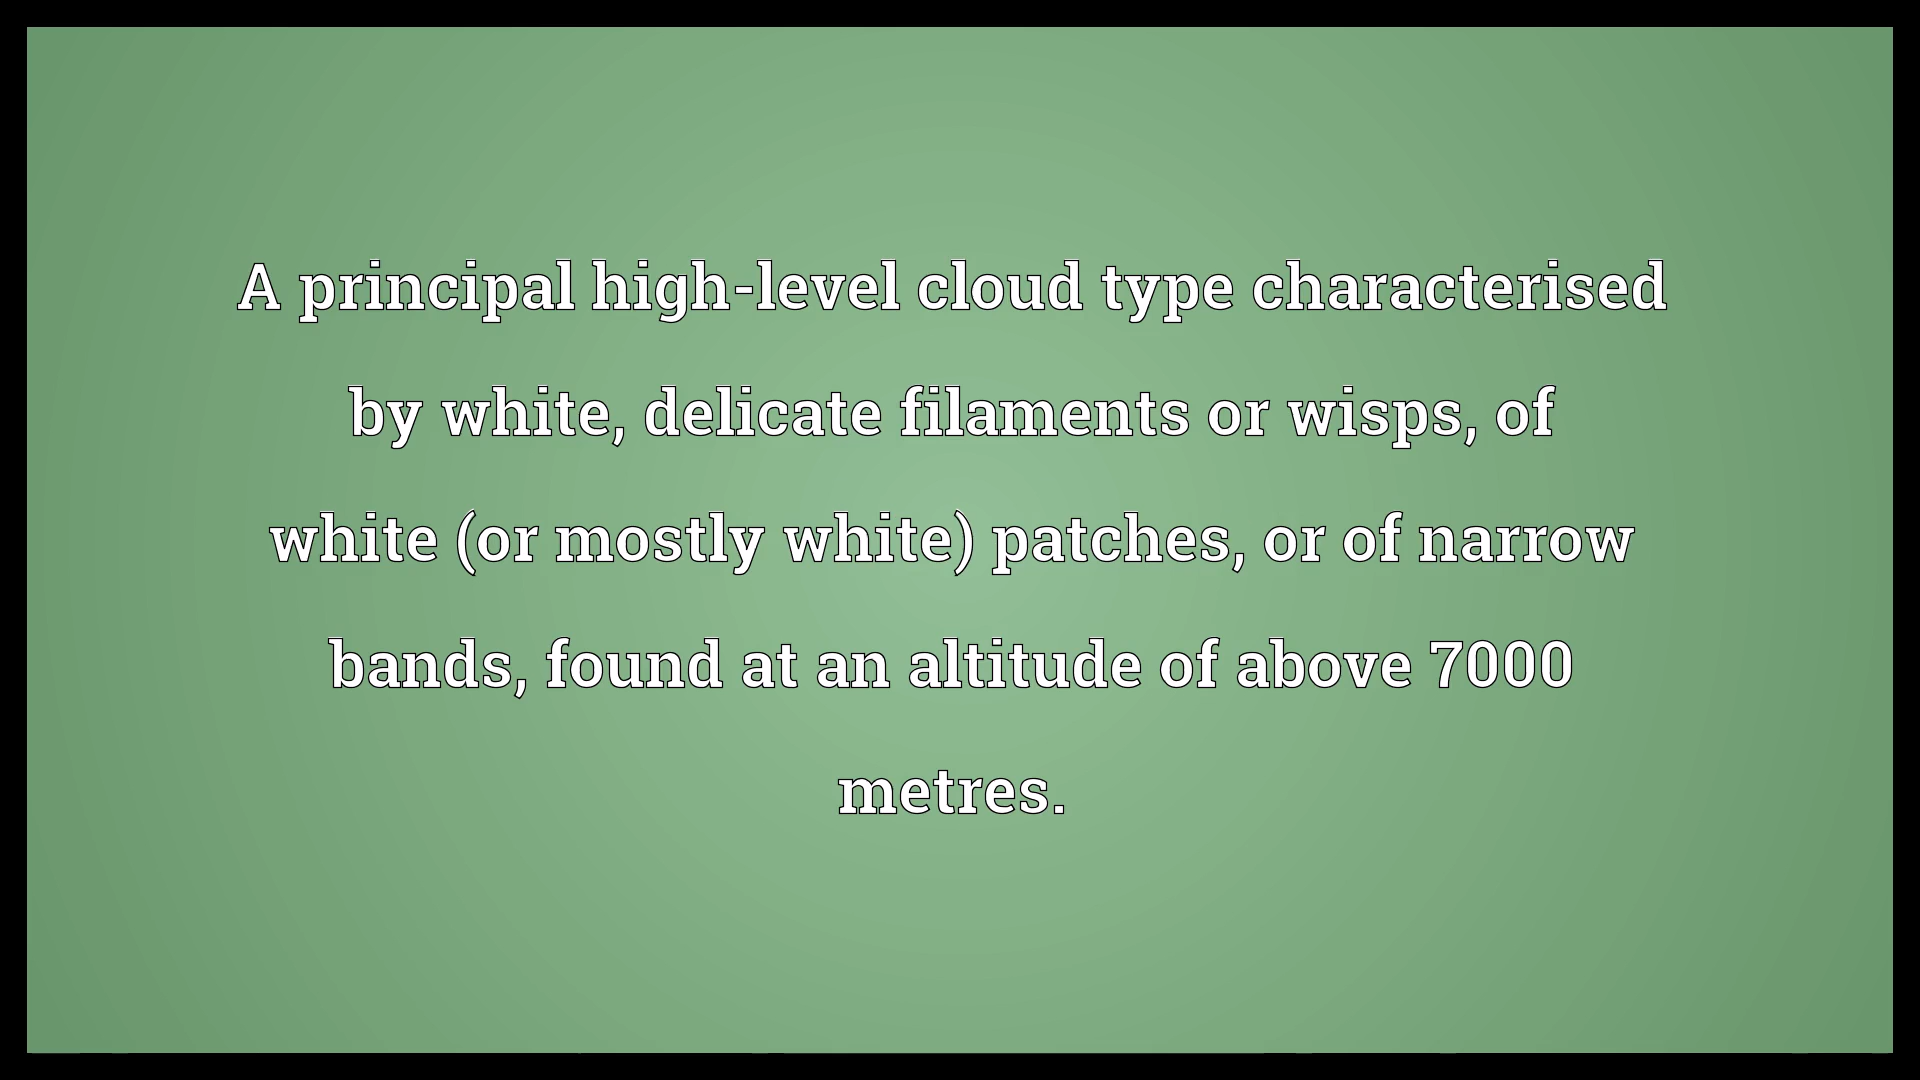 A principal high-level cloud type characterised
by white, delicate filaments or wisps, of
white (or mostly white) patches, or of narrow
bands, found at an altitude of above 7000
metres.